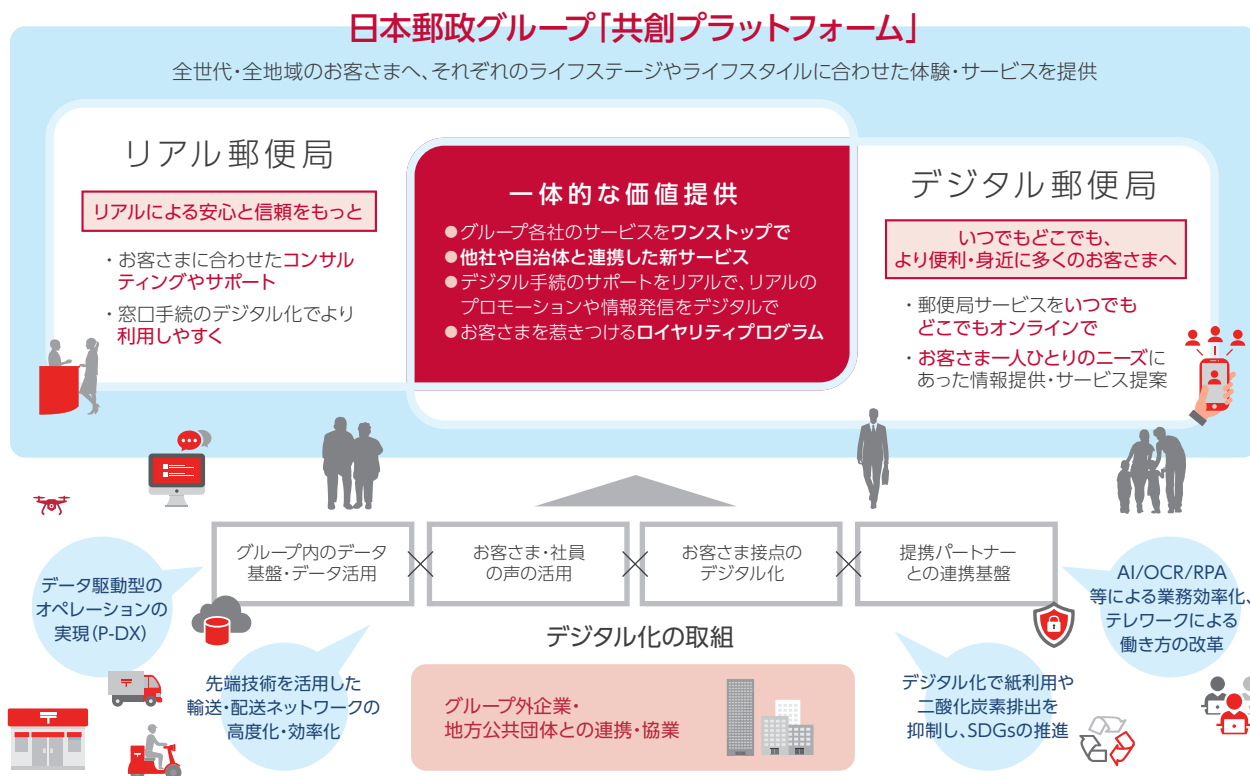 日本郵政グループ「共創プラットフォーム」
全世代・全地域のお客さまへ、それぞれのライフステージやライフスタイルに合わせた体験・サービスを提供
リアル郵便局
リアルによる安心と信頼をもっと
・お客さまに合わせたコンサル
ティングやサポート
・窓口手続のデジタル化でより
利用しやすく
一体的な価値提供
●グループ各社のサービスをワンストップで
●他社や自治体と連携した新サービス
●デジタル手続のサポートをリアルで、リアルの
プロモーションや情報発信をデジタルで
●お客さまを惹きつけるロイヤリティプログラム
デジタル郵便局
いつでもどこでも、
より便利・身近に多くのお客さまへ
・郵便局サービスをいつでも
どこでもオンラインで
・お客さま一人ひとりのニーズに
あった情報提供・サービス提案
グループ内のデータ
基盤・データ活用
お客さま・社員
の声の活用
お客さま接点の
デジタル化
提携パートナー
との連携基盤
デジタル化の取組
データ駆動型の
オペレーションの
実現(P-DX)
先端技術を活用した
輸送・配送ネットワークの
高度化・効率化
グループ外企業・
地方公共団体との連携・協業
デジタル化で紙利用や
二酸化炭素排出を
抑制し、SDGsの推進
AI/OCR/RPA
等による業務効率化、
テレワークによる
働き方の改革